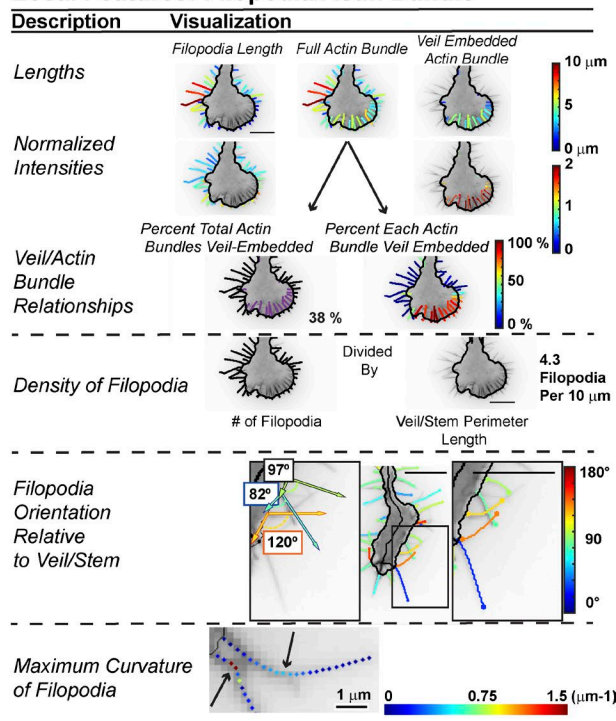 Description Visualization
Filopodia Length Full Actin Bundle Veil Embedded
Actin Bundle
Lengths
10 μm
5
0 μm
Normalized
Intensities
2
1
0
Percent Total Actin Percent Each Actin
Bundles Veil-Embedded Bundle Veil Embedded
100 %
50
0 %
Veil/Actin
Bundle
Relationships
38 %
Divided
By
4.3
Filopodia
Per 10 μm
Density of Filopodia
# of Filopodia Veil/Stem Perimeter
Length
97º
82º
120º
180°
90
0°
Filopodia
Orientation
Relative
to Veil/Stem
Maximum Curvature
of Filopodia
1 μm
0 0.75 1.5 (μm-1)